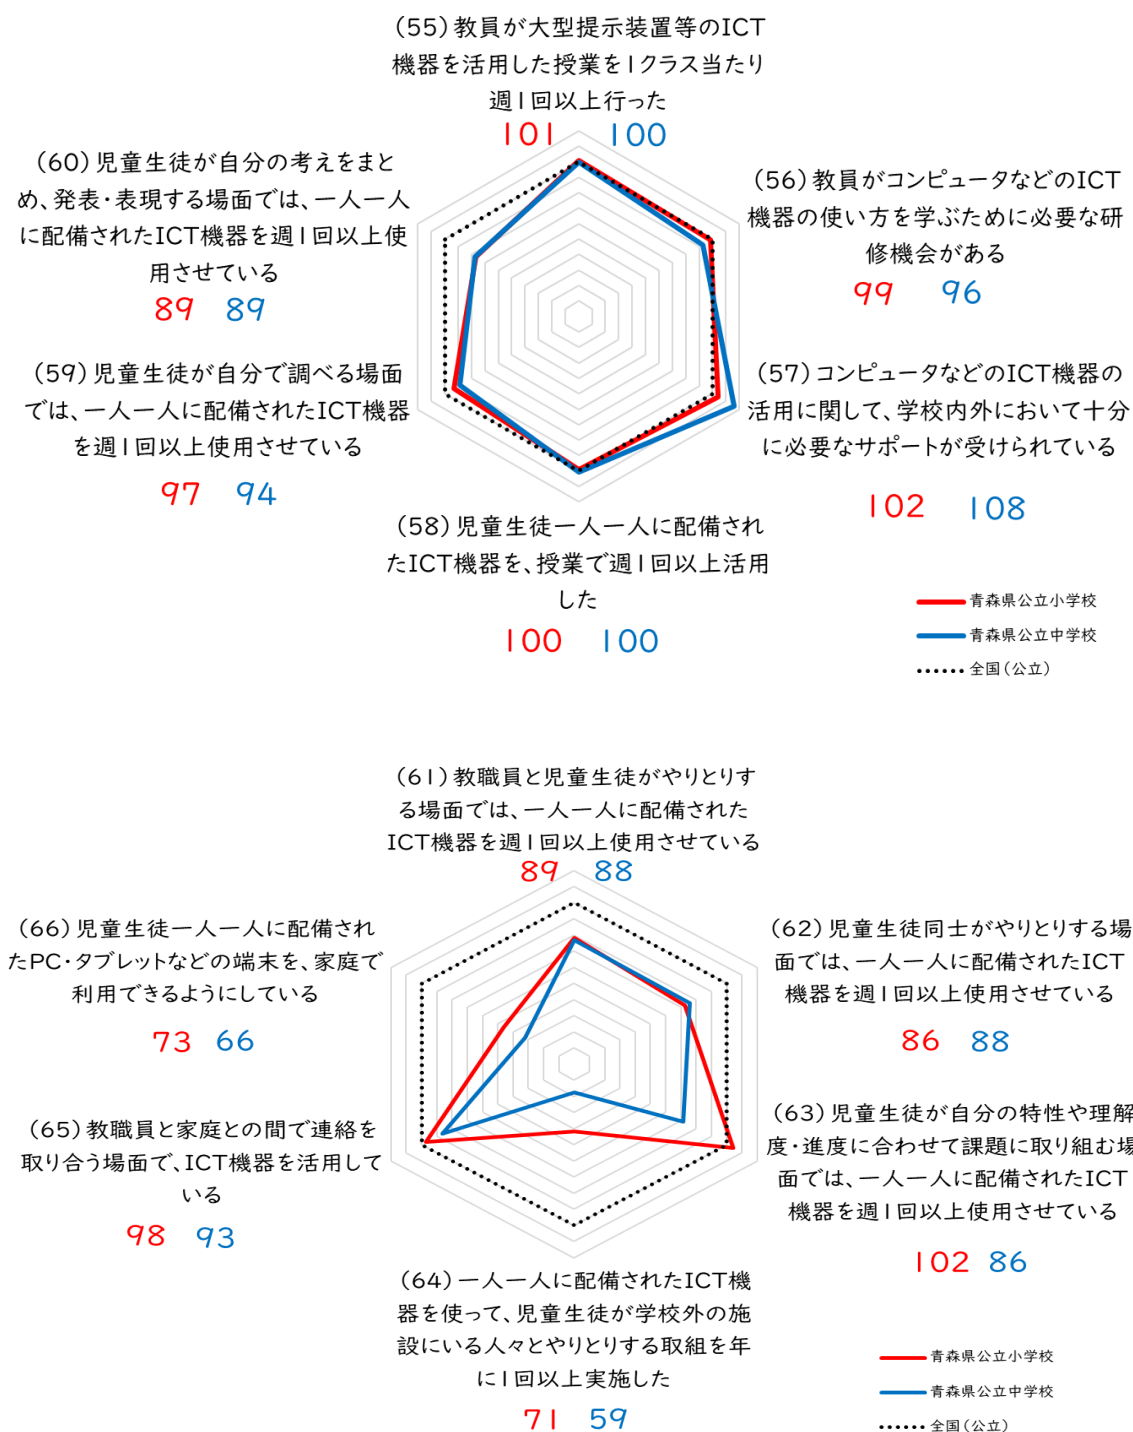 (55)教員が大型提示装置等のICT
機器を活用した授業を1クラス当たり
週1回以上行った
101 100
(60)児童生徒が自分の考えをまと
め、発表・表現する場面では、一人一人
に配備されたICT機器を週1回以上使
用させている
89 89
(56)教員がコンピュータなどのICT
機器の使い方を学ぶために必要な研
修機会がある
99 96
(59)児童生徒が自分で調べる場面
では、一人一人に配備されたICT機器
を週1回以上使用させている
97 94
(57)コンピュータなどのICT機器の
活用に関して、学校内外において十分
に必要なサポートが受けられている
102 108
(58)児童生徒一人一人に配備され
たICT機器を、授業で週1回以上活用
した
100 100
青森県公立小学校
青森県公立中学校
全国(公立)
(61)教職員と児童生徒がやりとりす
る場面では、一人一人に配備された
ICT機器を週1回以上使用させている
89 88
(66)児童生徒一人一人に配備され
たPC・タブレットなどの端末を、家庭で
利用できるようにしている
73 66
(62)児童生徒同士がやりとりする場
面では、一人一人に配備されたICT
機器を週1回以上使用させている
86 88
(65)教職員と家庭との間で連絡を
取り合う場面で、ICT機器を活用して
いる
98 93
(63)児童生徒が自分の特性や理解
度・進度に合わせて課題に取り組む場
面では、一人一人に配備されたICT
機器を週1回以上使用させている
102 86
(64)一人一人に配備されたICT機
器を使って、児童生徒が学校外の施
設にいる人々とやりとりする取組を年
に1回以上実施した
71 59
青森県公立小学校
青森県公立中学校
全国(公立)